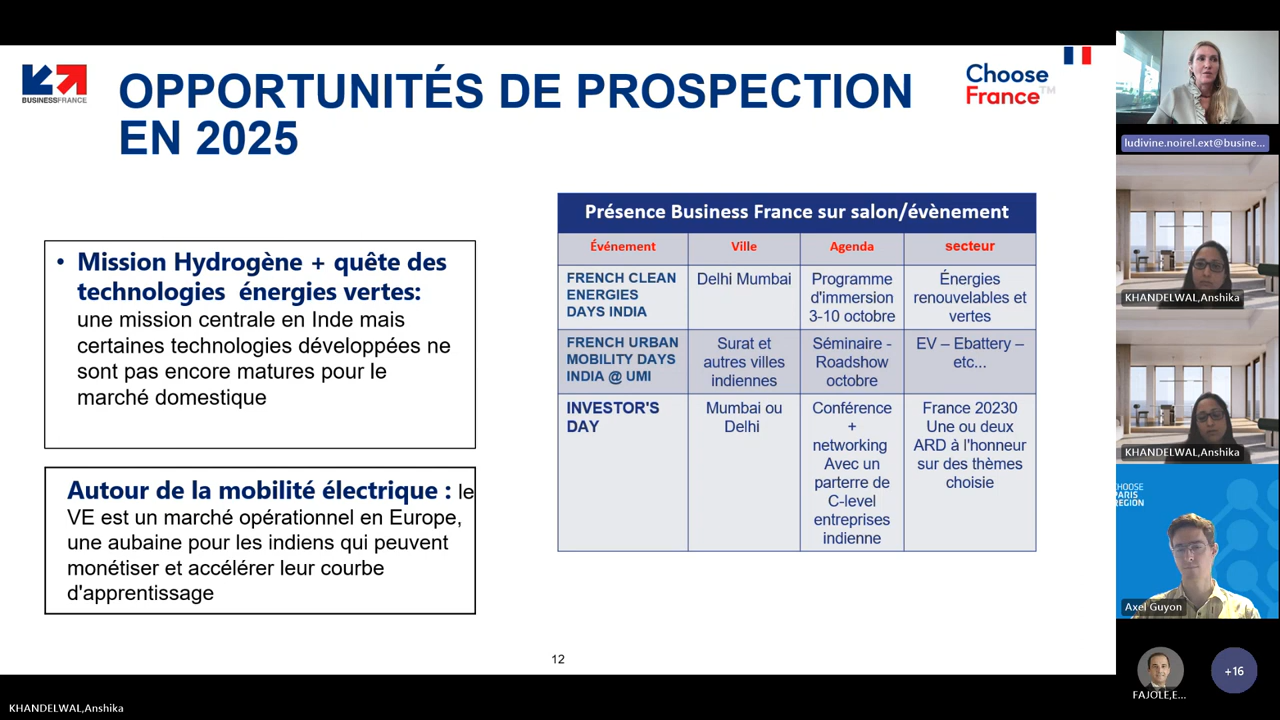 BUSINESSFRANCE
OPPORTUNITÉS DE PROSPECTION
EN 2025
Choose
France™
• Mission Hydrogène + quête des
technologies énergies vertes:
une mission centrale en Inde mais
certaines technologies développées ne
sont pas encore matures pour le
marché domestique
Autour de la mobilité électrique : le
VE est un marché opérationnel en Europe,
une aubaine pour les indiens qui peuvent
monétiser et accélérer leur courbe
d'apprentissage
Présence Business France sur salon/évènement
Événement
Ville
Agenda
secteur
FRENCH CLEAN
ENERGIES
DAYS INDIA
Delhi Mumbai
Programme
d'immersion
3-10 octobre
Énergies
renouvelables et
vertes
FRENCH URBAN
MOBILITY DAYS
INDIA @ UMI
Surat et
autres villes
indiennes
Séminaire -
Roadshow
octobre
EV – Ebattery –
etc...
INVESTOR'S
DAY
Mumbai ou
Delhi
Conférence
+
networking
Avec un
parterre de
C-level
entreprises
indienne
France 20230
Une ou deux
ARD à l'honneur
sur des thèmes
choisie
12
ludivine.noirel.ext@busine...
KHANDELWAL,Anshika
KHANDELWAL,Anshika
CHOOSE
PARIS
REGION
Axel Guyon
FAJOLE,E...
+16
KHANDELWAL,Anshika